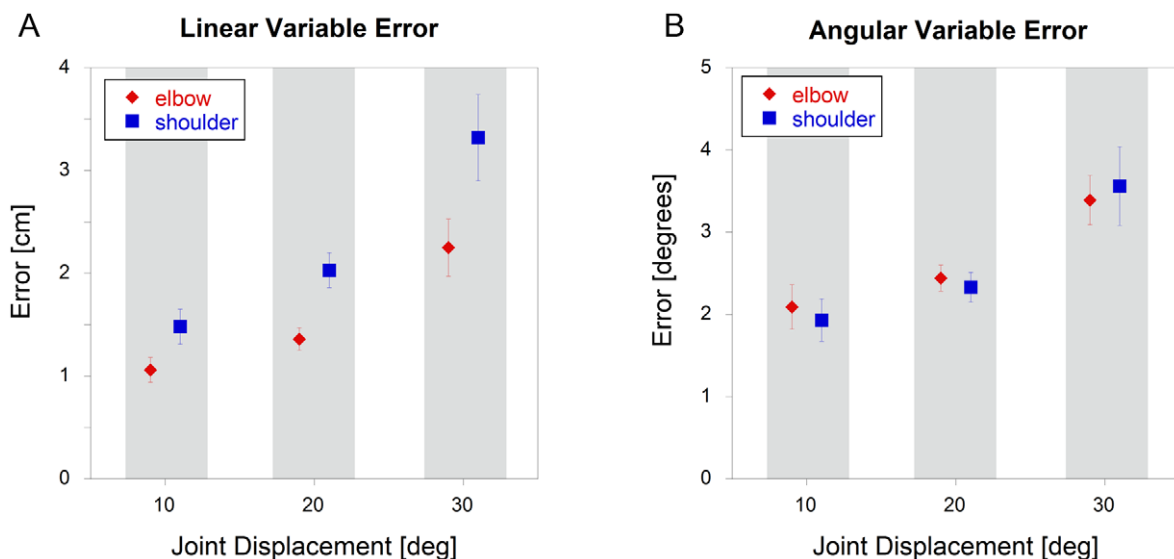 A
Linear Variable Error
4
3
2
1
0
elbow
shoulder
Error [cm]
10
20
30
Joint Displacement [deg]
B
Angular Variable Error
5
4
3
2
1
0
elbow
shoulder
Error [degrees]
10
20
30
Joint Displacement [deg]